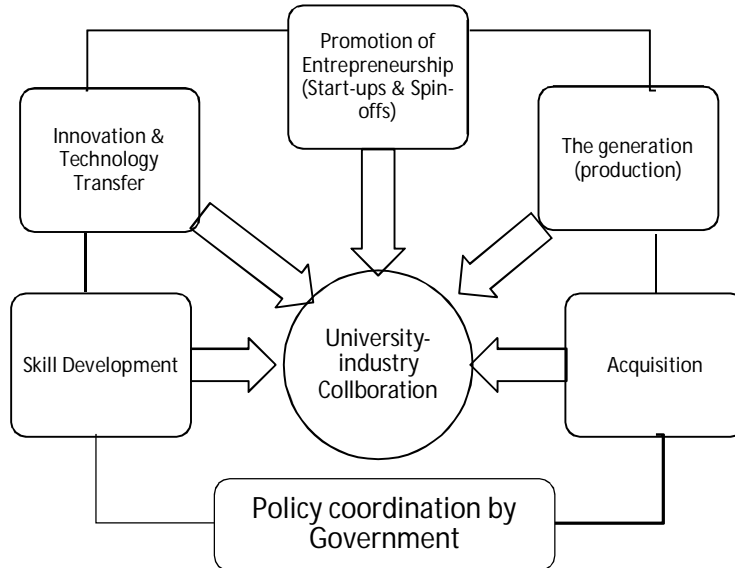 Promotion of
Entrepreneurship
(Start-ups & Spin-
offs)
Innovation &
Technology
Transfer
The generation
(production)
Skill Development
University-
industry
Collboration
Acquisition
Policy coordination by
Government